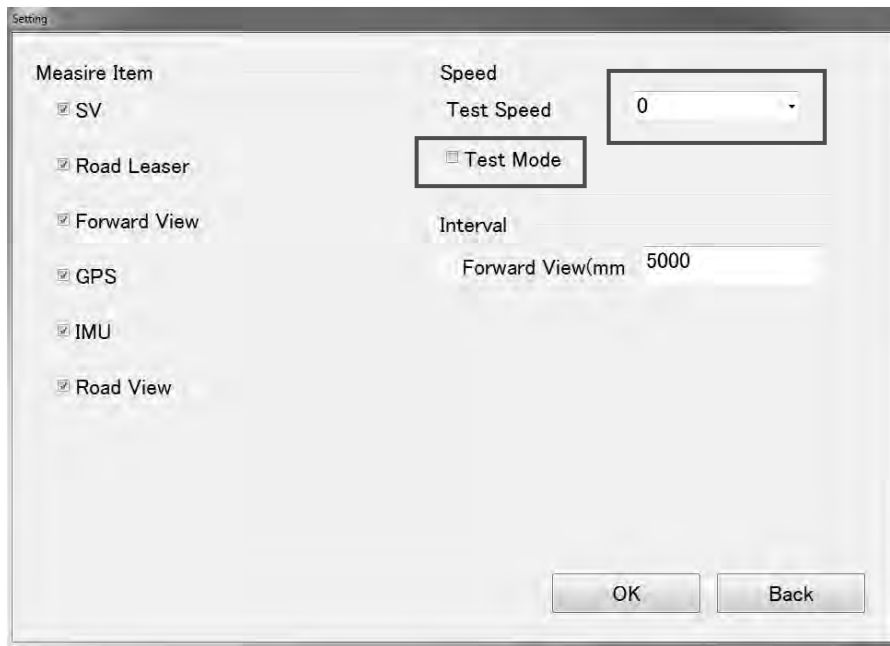 Setting
Measire Item
SV
Road Leaser
Forward View
GPS
IMU
Road View
Speed
Test Speed
0
Test Mode
Interval
Forward View(mm
5000
OK
Back